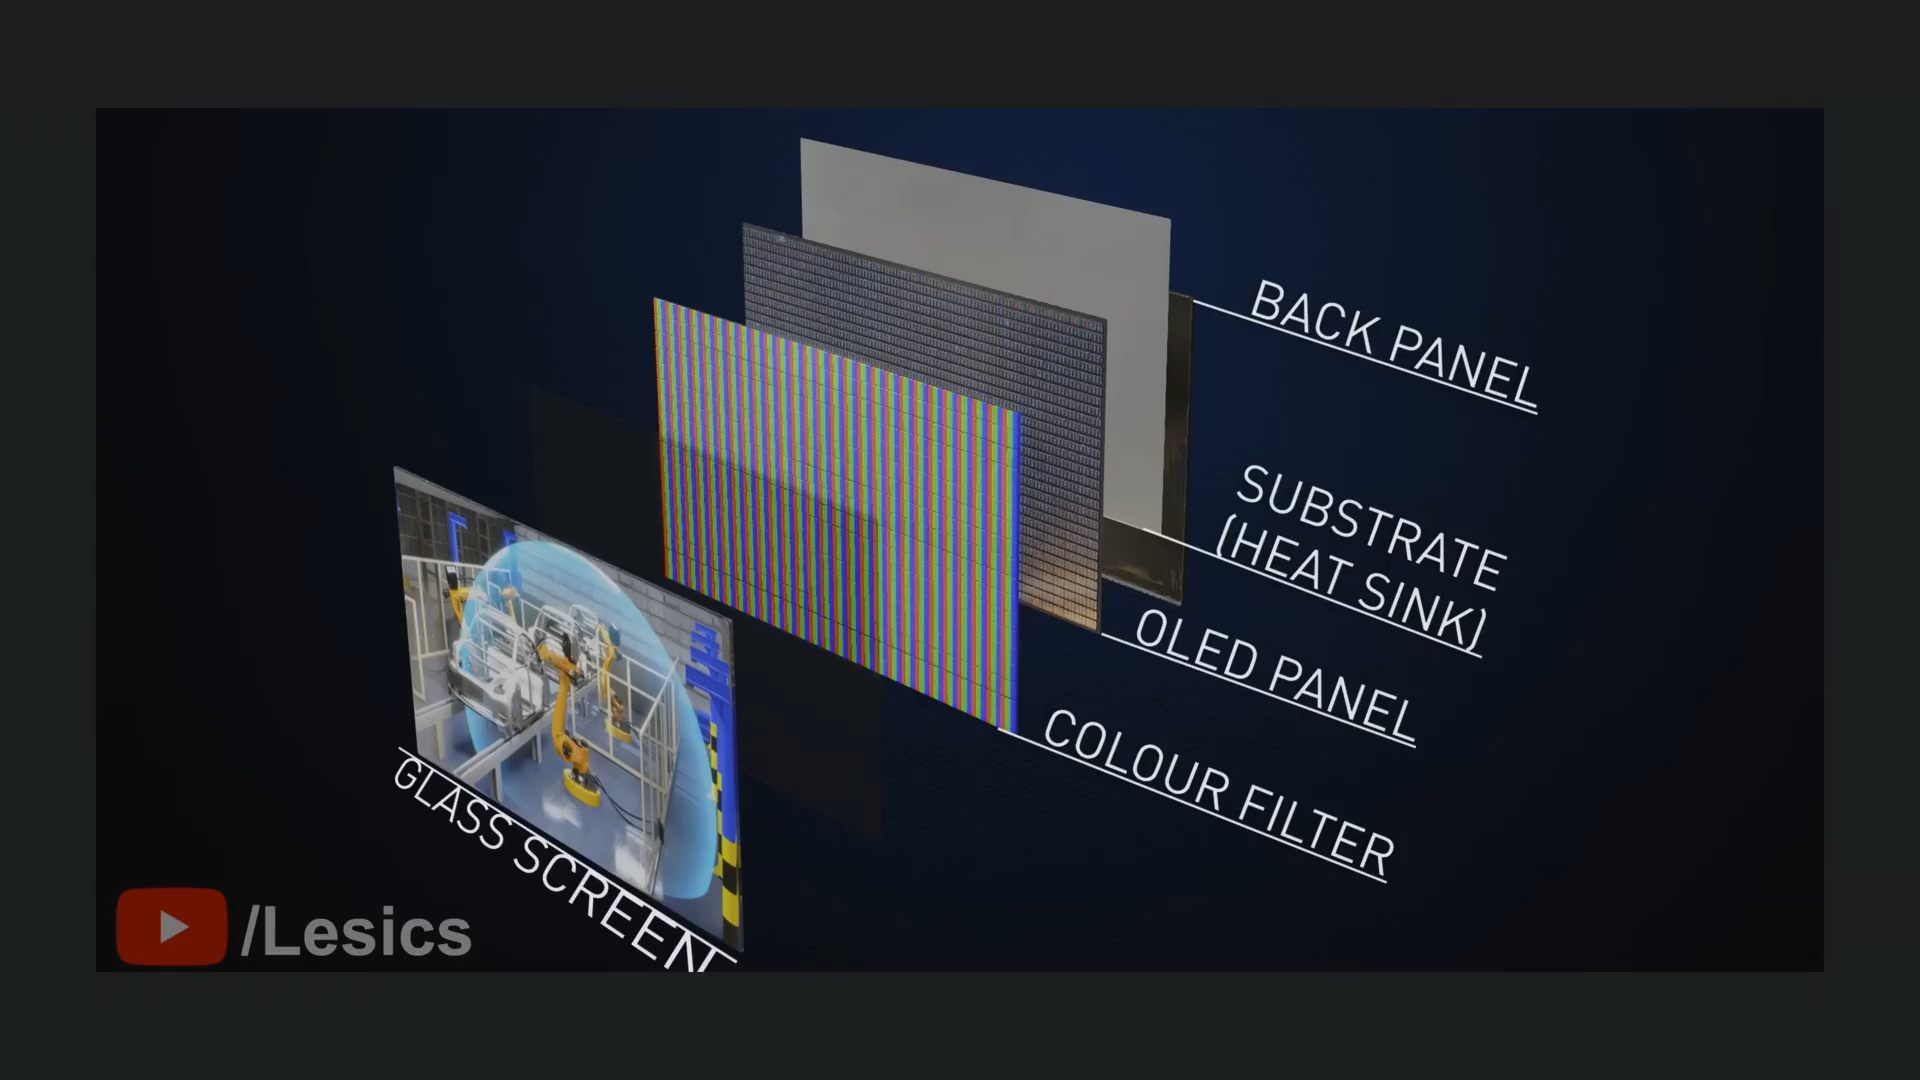 BACK PANEL
SUBSTRATE
(HEAT SINK)
OLED PANEL
COLOUR FILTER
GLASS SCREEN
/Lesics